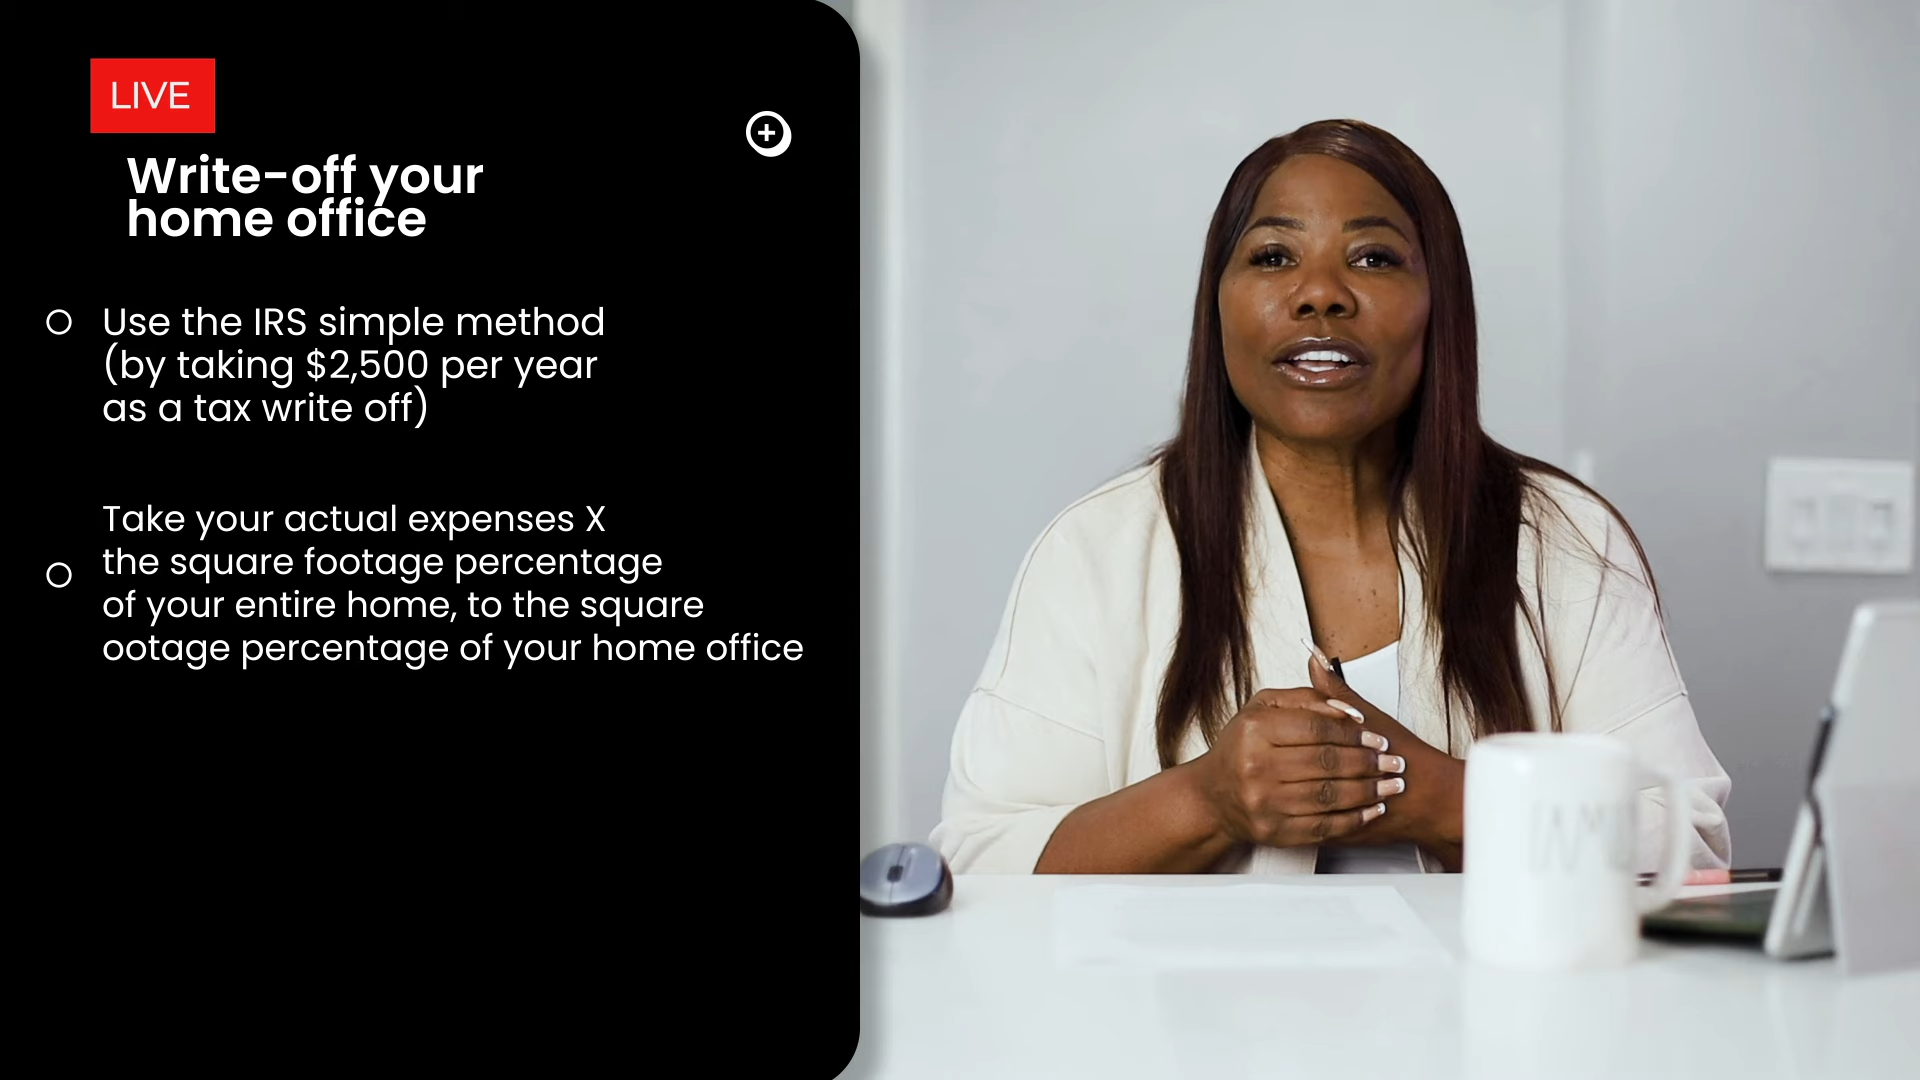 LIVE
Write-off your
home office
Use the IRS simple method
(by taking $2,500 per year
as a tax write off)
Take your actual expenses X
the square footage percentage
of your entire home, to the square
ootage percentage of your home office